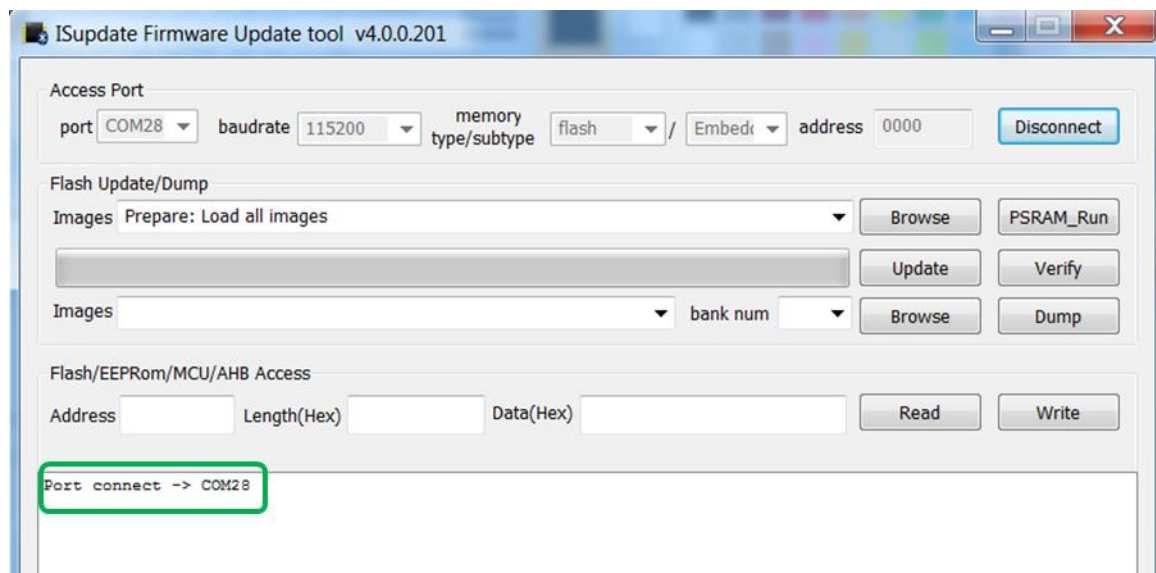 ISupdate Firmware Update tool v4.0.0.201
Access Port
port COM28 baudrate 115200 memory type/subtype flash / Embedd address 0000 Disconnect
Flash Update/Dump
Images Prepare: Load all images Browse PSRAM_Run
Update Verify
Images bank num Browse Dump
Flash/EEPRom/MCU/AHB Access
Address Length(Hex) Data(Hex) Read Write
Port connect -> COM28